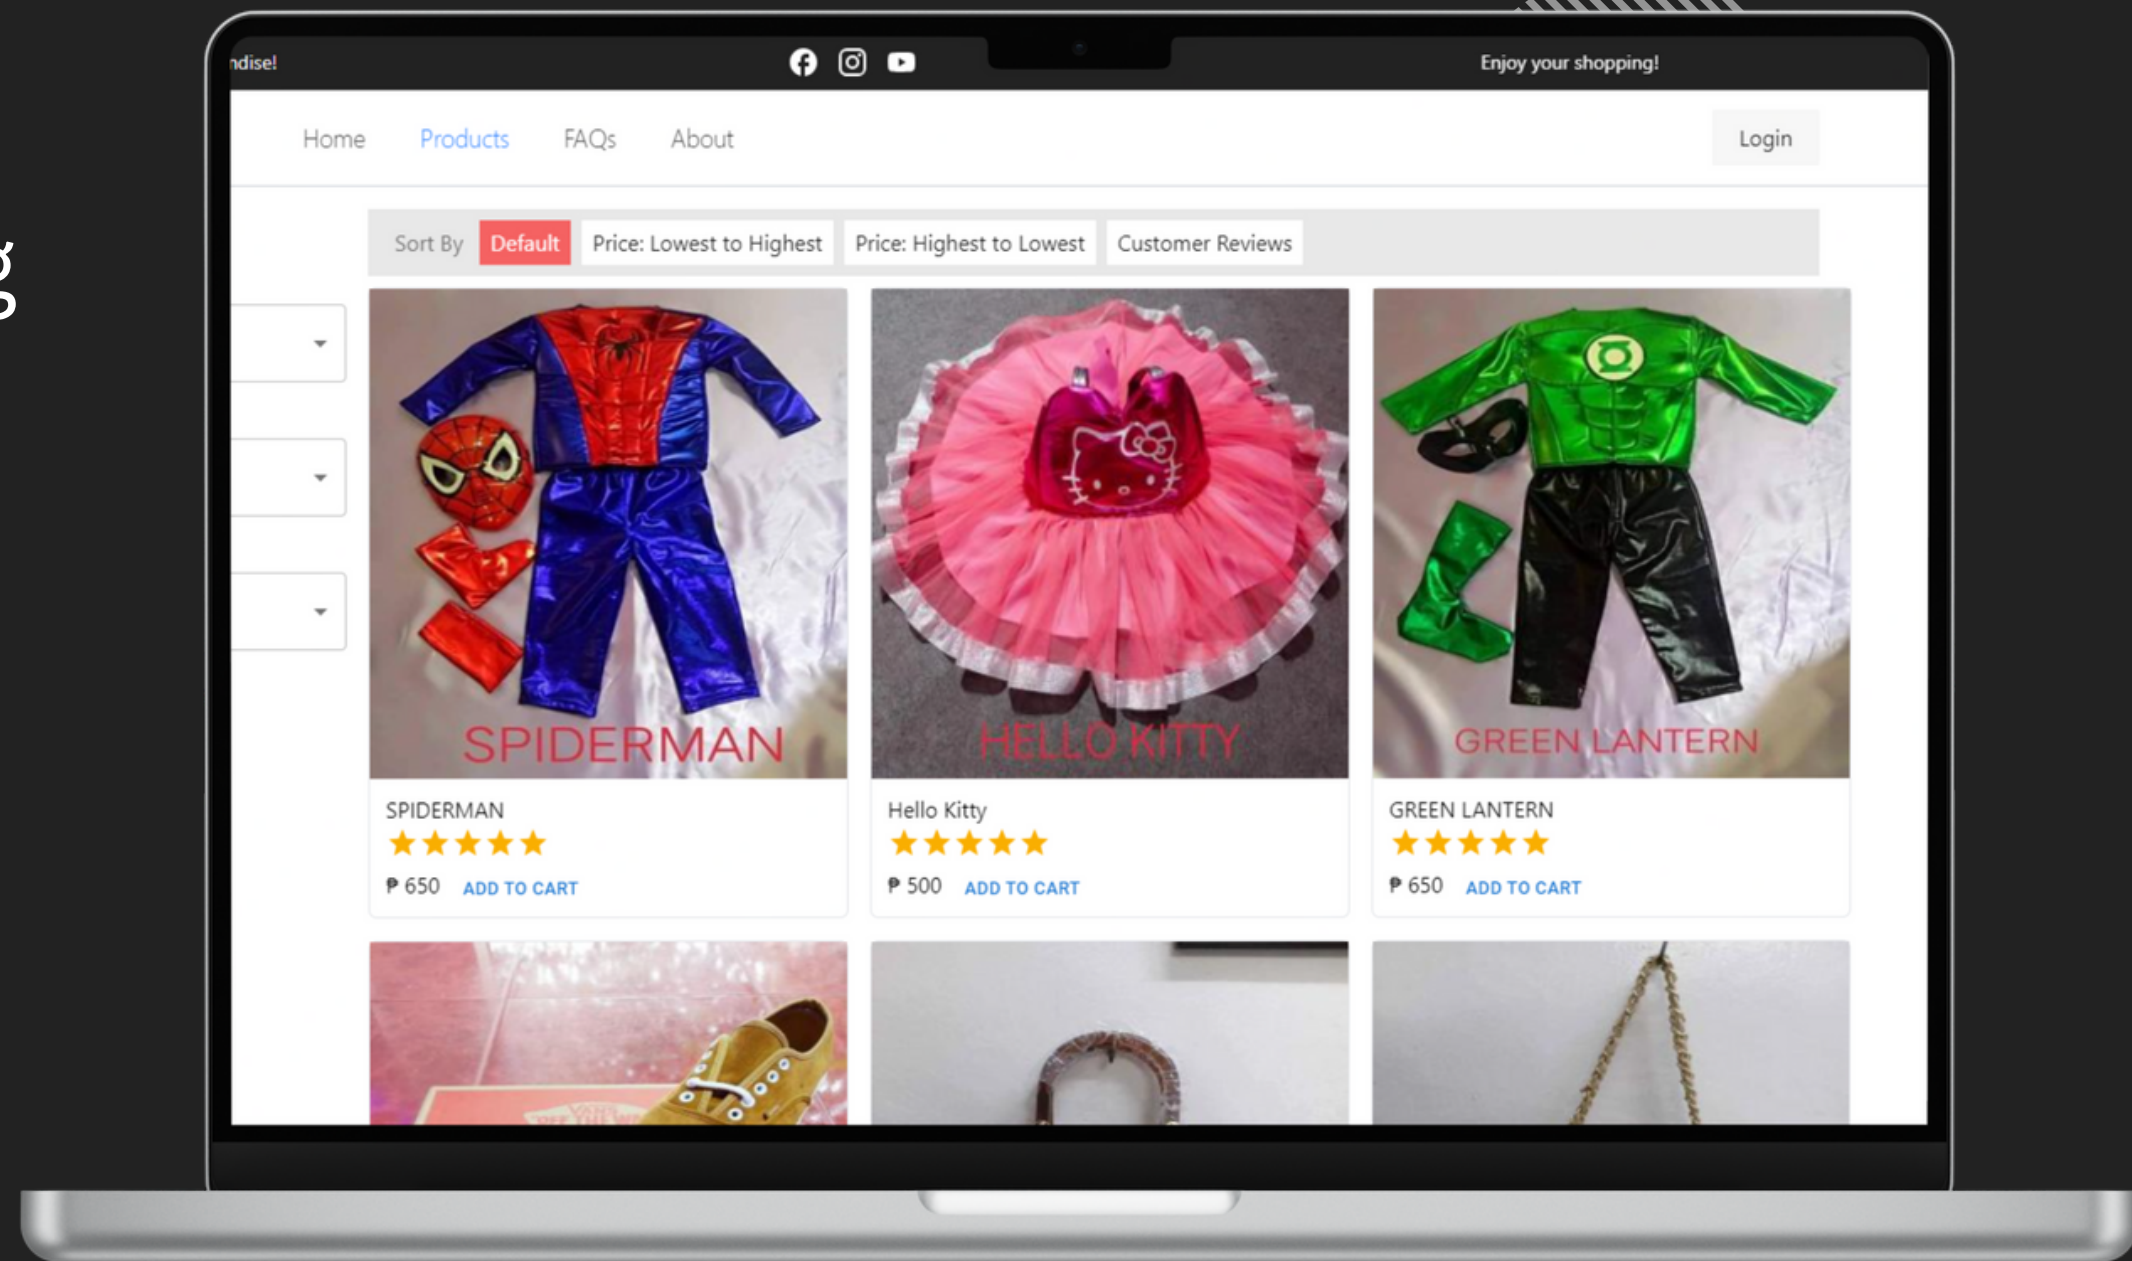 ndise!
Enjoy your shopping!
Home Products FAQs About
Login
Sort By Default Price: Lowest to Highest Price: Highest to Lowest Customer Reviews
SPIDERMAN
HELLO KITTY
GREEN LANTERN
SPIDERMAN
Hello Kitty
GREEN LANTERN
₱ 650 ADD TO CART
₱ 500 ADD TO CART
₱ 650 ADD TO CART
VANS
g